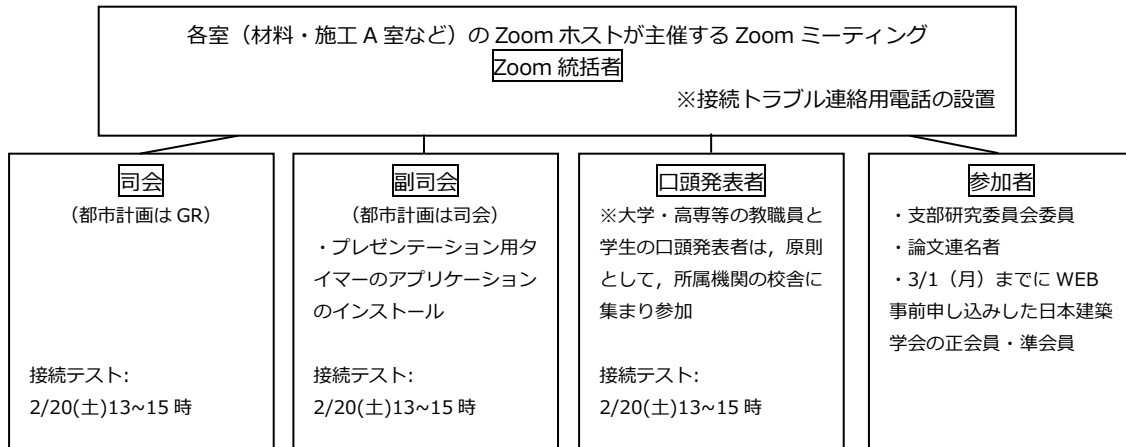 各室（材料・施工 A 室など）の Zoom ホストが主催する Zoom ミーティング
Zoom 統括者
※接続トラブル連絡用電話の設置
司会
（都市計画は GR）
接続テスト:
2/20(土)13~15 時
副司会
（都市計画は司会）
・プレゼンテーション用タ
イマーのアプリケーション
のインストール
接続テスト:
2/20(土)13~15 時
口頭発表者
※大学・高専等の教職員と
学生の口頭発表者は，原則
として，所属機関の校舎に
集まり参加
接続テスト:
2/20(土)13~15 時
参加者
・支部研究委員会委員
・論文連名者
・3/1（月）までに WEB
事前申し込みした日本建築
学会の正会員・準会員